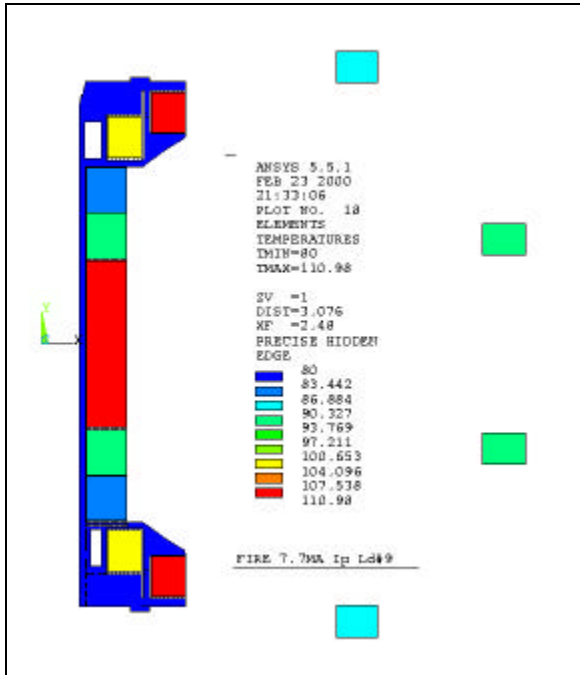 ANSYS 5.5.1
FEB 23 2000
21:33:06
PLOT NO. 18
ELEMENTS
TEMPERATURES
TMIN=80
TMAX=110.98
ZV =1
DIST=3.076
XF =2.48
PRECISE HIDDEN
EDGE
80
83.442
86.884
90.327
93.769
97.211
100.653
104.096
107.538
110.98
Y
X
FIRE 7.7MA Ip Ld#9